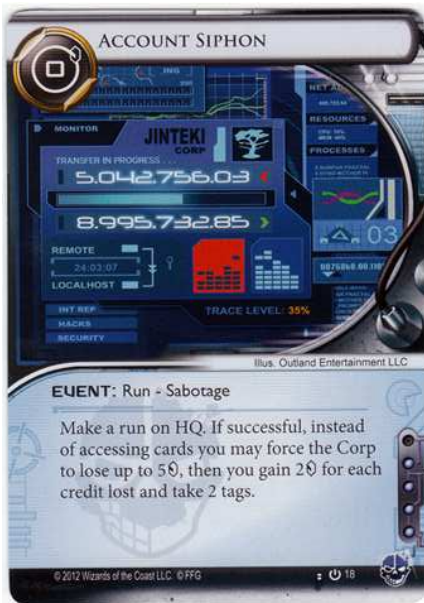 ACCOUNT SIPHON
0
NET
RESOURCES
PROCESSES
MONITOR
JINTEKI
CORP
TRANSFER IN PROGRESS . . .
5.042.756.03
8.995.732.85
03
REMOTE
24:03:07
LOCALHOST
INT REP
HACKS
SECURITY
TRACE LEVEL: 35%
Illus. Outland Entertainment LLC
EVENT: Run - Sabotage
Make a run on HQ. If successful, instead
of accessing cards you may force the Corp
to lose up to 5, then you gain 2 for each
credit lost and take 2 tags.
© 2012 Wizards of the Coast LLC. © FFG
18